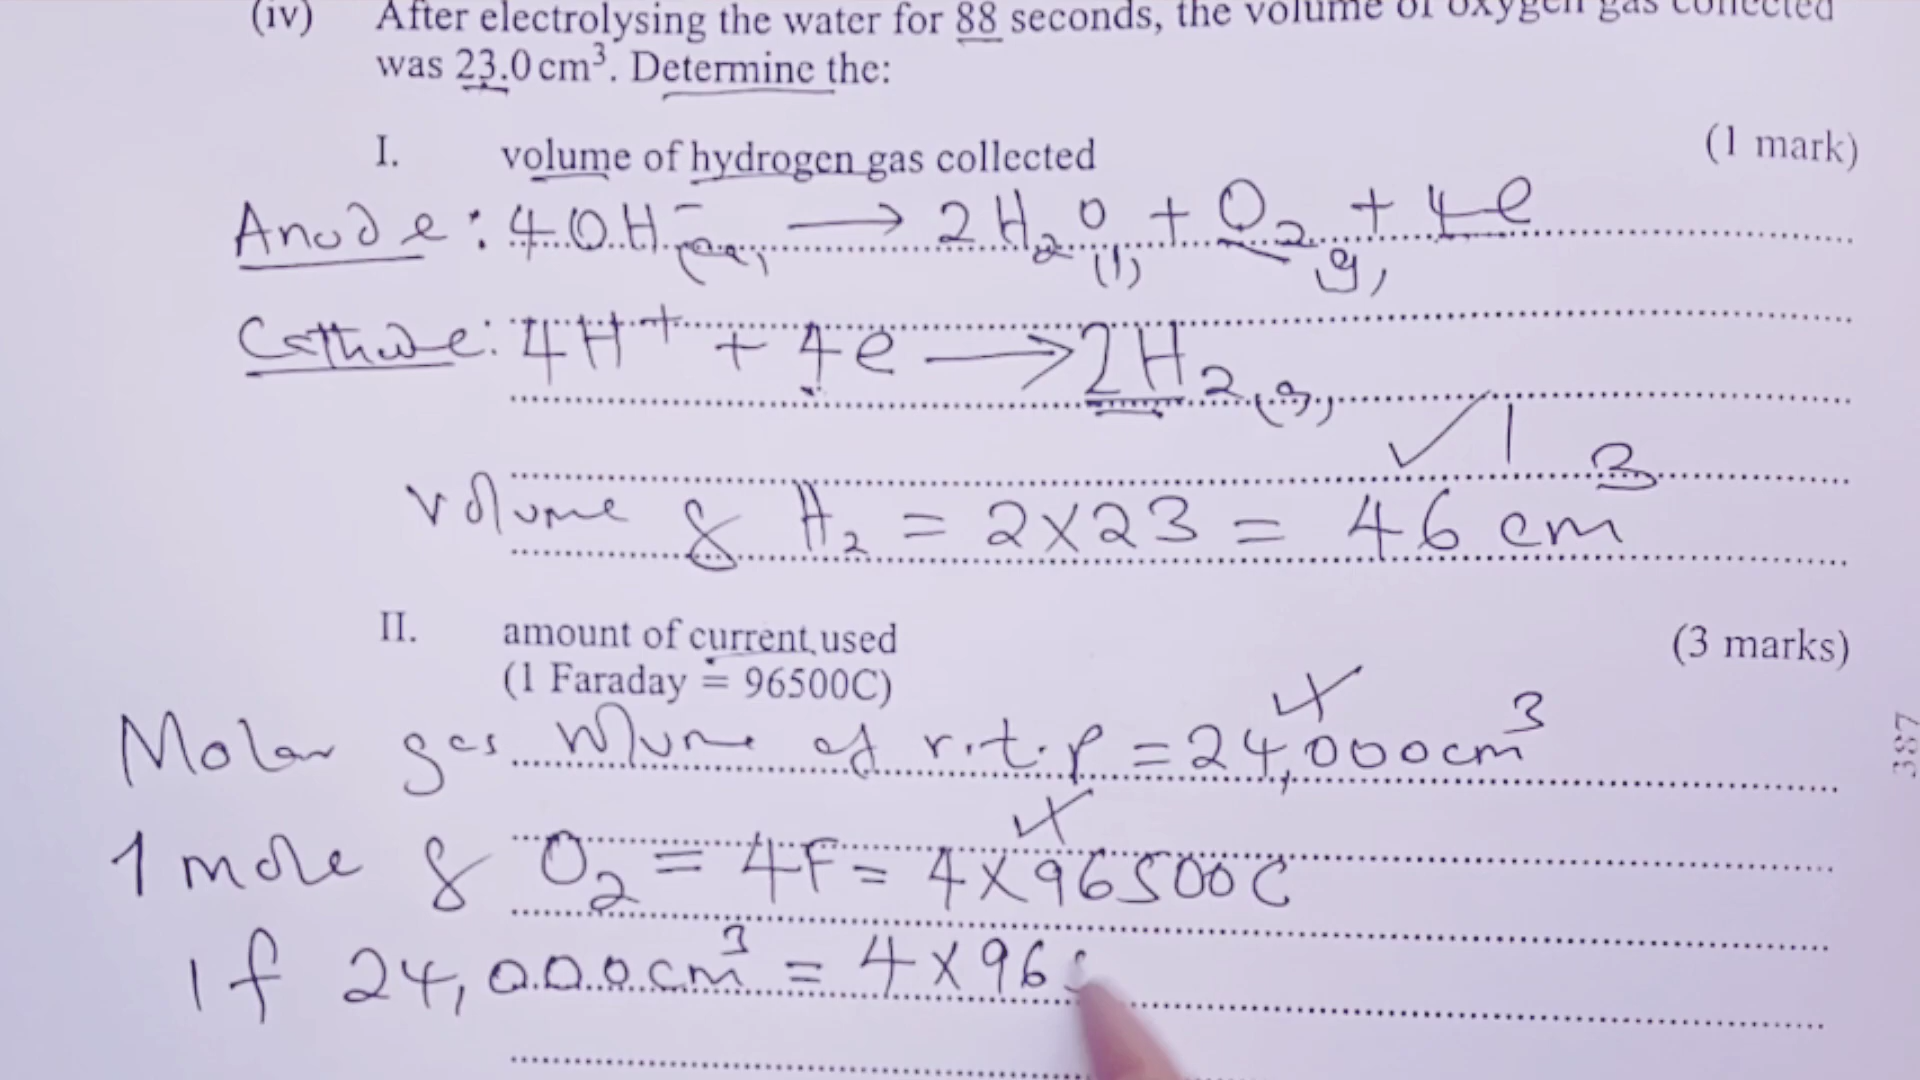 (iv) After electrolysing the water for 88 seconds, the volume of oxygen gas collected
was 23.0 cm³. Determine the:
I. volume of hydrogen gas collected (1 mark)
Anode: 4OH⁻(aq) → 2H₂O(l) + O₂(g) + 4e
Cathode: 4H⁺ + 4e → 2H₂(g)
✓1
Volume of H₂ = 2×23 = 46 cm³
II. amount of current used (3 marks)
(1 Faraday = 96500C)
Molar gas volume at r.t.p = 24,000cm³
1 mole of O₂ = 4F = 4×96500C
If 24,000cm³ = 4×96
387